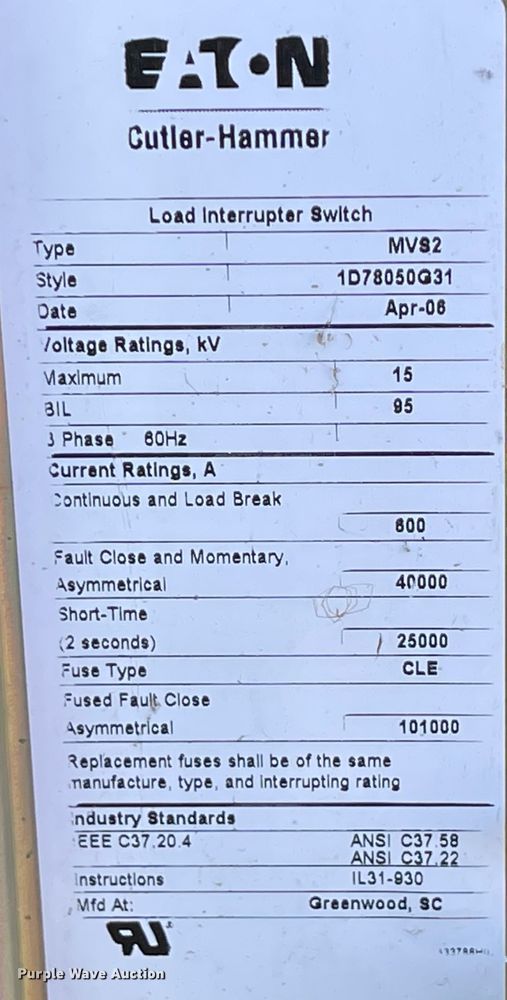 EATON
Cutler-Hammer
Load Interrupter Switch
Type MVS2
Style 1D78050G31
Date Apr-06
Voltage Ratings, kV
Maximum 15
BIL 95
3 Phase 60Hz
Current Ratings, A
Continuous and Load Break
600
Fault Close and Momentary,
Asymmetrical 40000
Short-Time
(2 seconds) 25000
Fuse Type CLE
Fused Fault Close
Asymmetrical 101000
Replacement fuses shall be of the same
manufacture, type, and interrupting rating
Industry Standards
IEEE C37.20.4 ANSI C37.58
ANSI C37.22
Instructions IL31-930
Mfd At: Greenwood, SC
RU
Purple Wave Auction